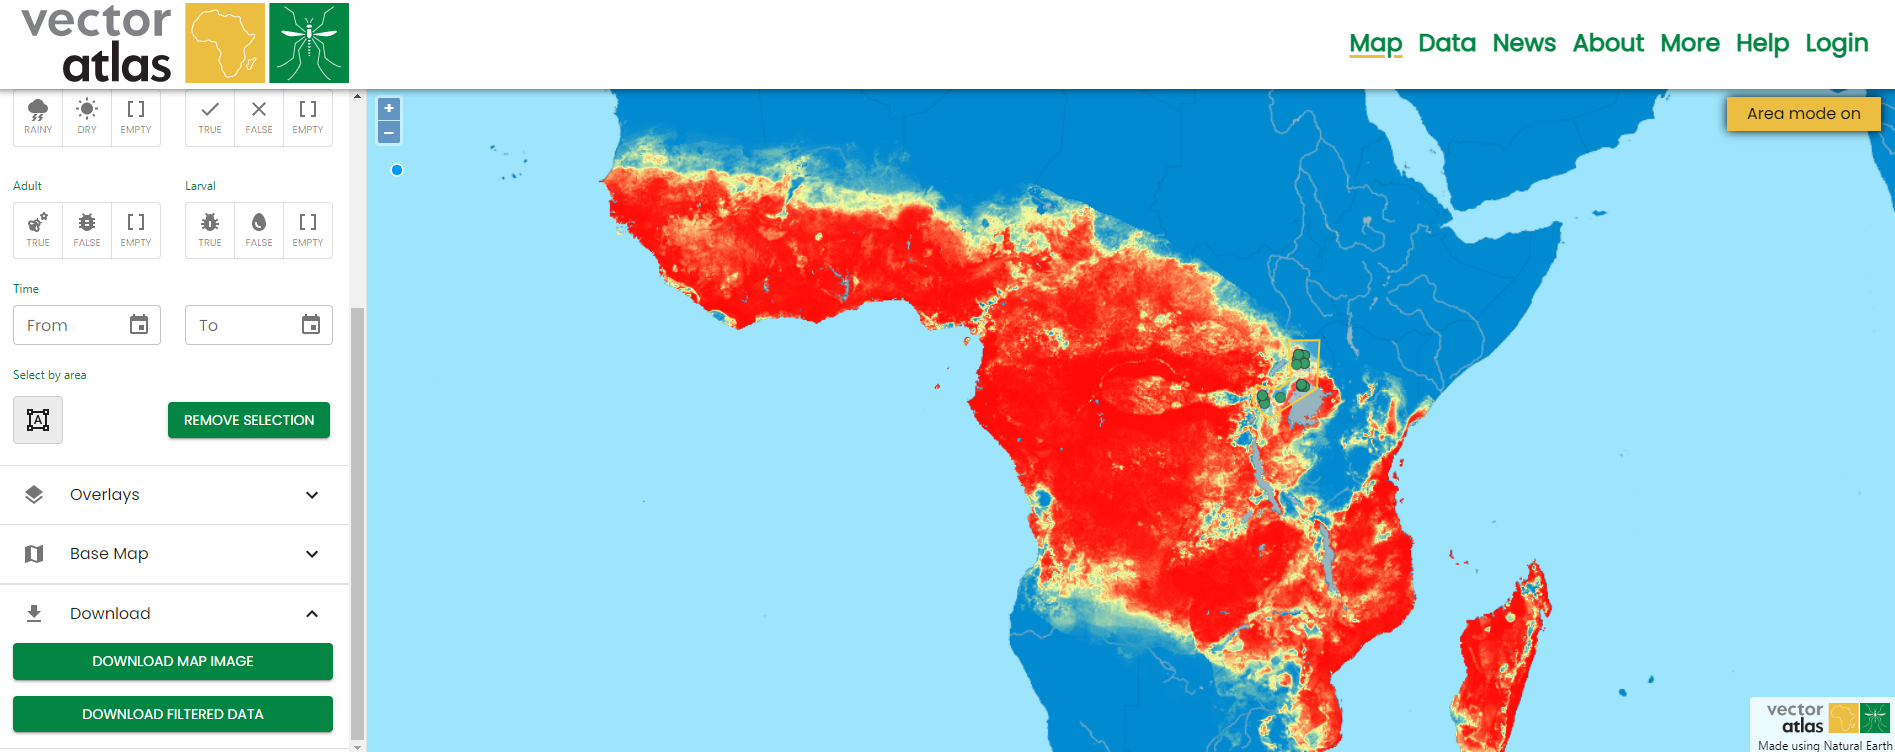 vector
atlas
Map Data News About More Help Login
RAINY DRY EMPTY TRUE FALSE EMPTY
Area mode on
Adult Larval
TRUE FALSE EMPTY TRUE FALSE EMPTY
Time
From To
Select by area
A REMOVE SELECTION
Overlays
Base Map
Download
DOWNLOAD MAP IMAGE
DOWNLOAD FILTERED DATA
vector
atlas
Made using Natural Earth